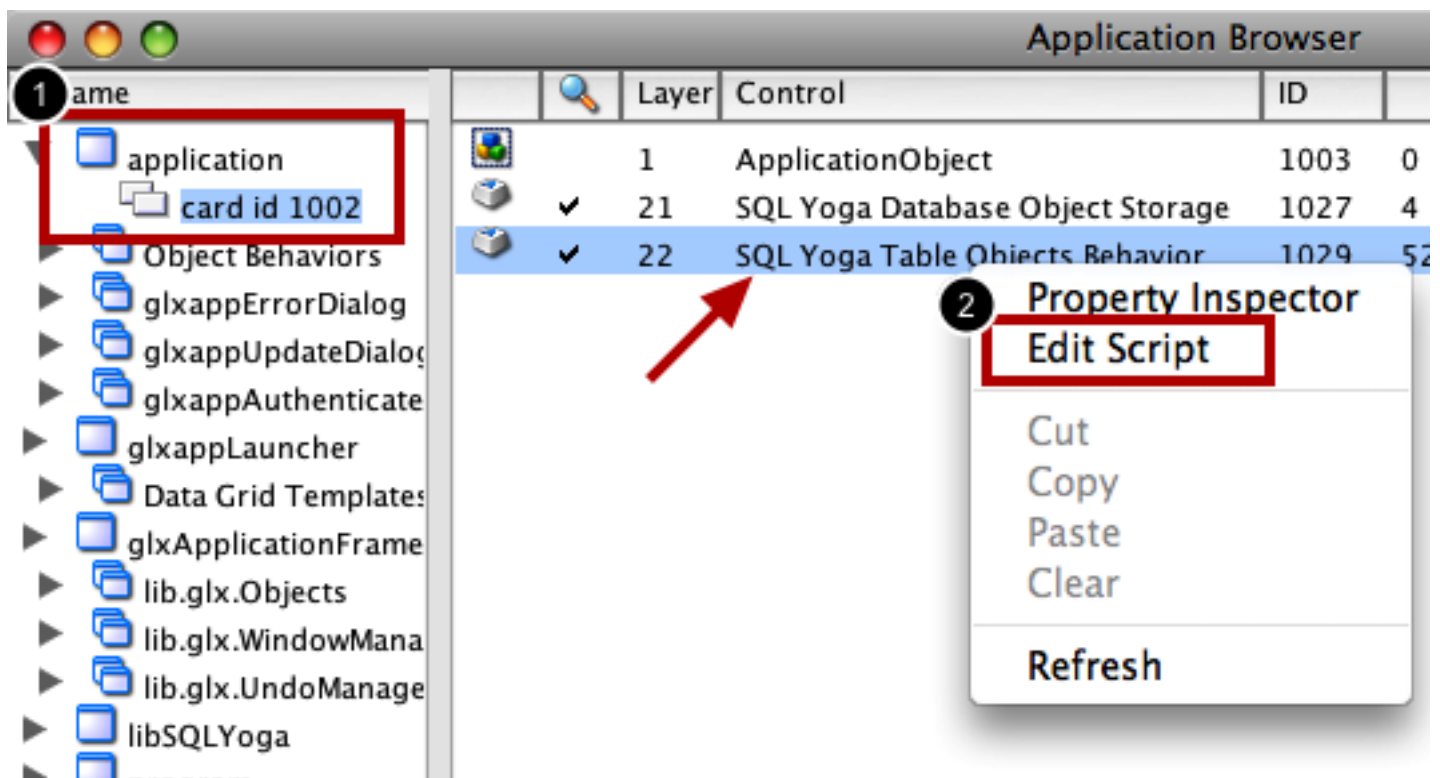 Application Browser
1
ame
Layer Control ID
application
1 ApplicationObject 1003 0
card id 1002
21 SQL Yoga Database Object Storage 1027 4
Object Behaviors
22 SQL Yoga Table Objects Behavior 1029 52
2
Property Inspector
Edit Script
Cut
Copy
Paste
Clear
Refresh
glxappErrorDialog
glxappUpdateDialog
glxappAuthenticate
glxappLauncher
Data Grid Templates
glxApplicationFrame
lib.glx.Objects
lib.glx.WindowMana
lib.glx.UndoManage
libSQLYoga